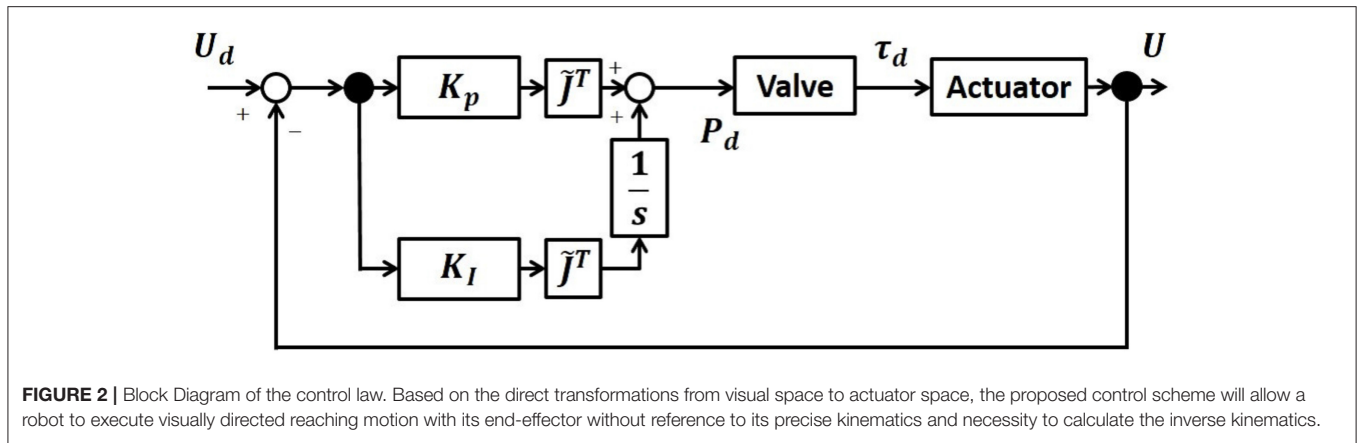 U_d
+
−
K_p
J̃^T
+
+
P_d
Valve
τ_d
Actuator
U
1
s
K_I
J̃^T
FIGURE 2 | Block Diagram of the control law. Based on the direct transformations from visual space to actuator space, the proposed control scheme will allow a
robot to execute visually directed reaching motion with its end-effector without reference to its precise kinematics and necessity to calculate the inverse kinematics.